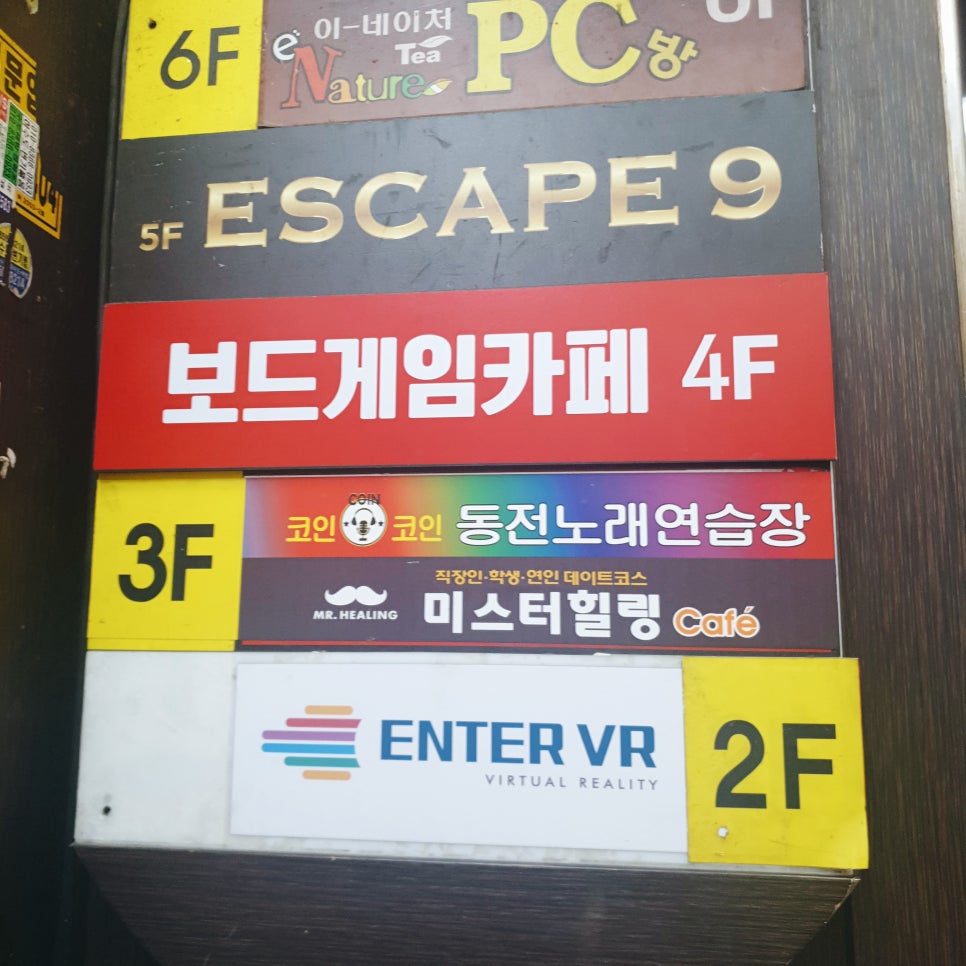 6F
이-네이처
e' Nature Tea
PC방
5F ESCAPE 9
보드게임카페 4F
3F
COIN
코인 코인 동전노래연습장
직장인·학생·연인 데이트코스
MR. HEALING 미스터힐링 Café
ENTER VR
VIRTUAL REALITY
2F